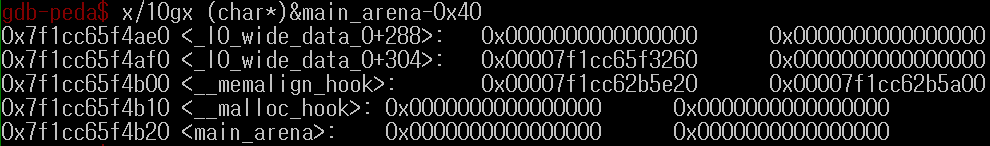 gdb-peda$ x/10gx (char*)&main_arena-0x40
0x7f1cc65f4ae0 <_IO_wide_data_0+288>: 0x0000000000000000 0x0000000000000000
0x7f1cc65f4af0 <_IO_wide_data_0+304>: 0x00007f1cc65f3260 0x0000000000000000
0x7f1cc65f4b00 <__memalign_hook>: 0x00007f1cc62b5e20 0x00007f1cc62b5a00
0x7f1cc65f4b10 <__malloc_hook>: 0x0000000000000000 0x0000000000000000
0x7f1cc65f4b20 <main_arena>: 0x0000000000000000 0x0000000000000000